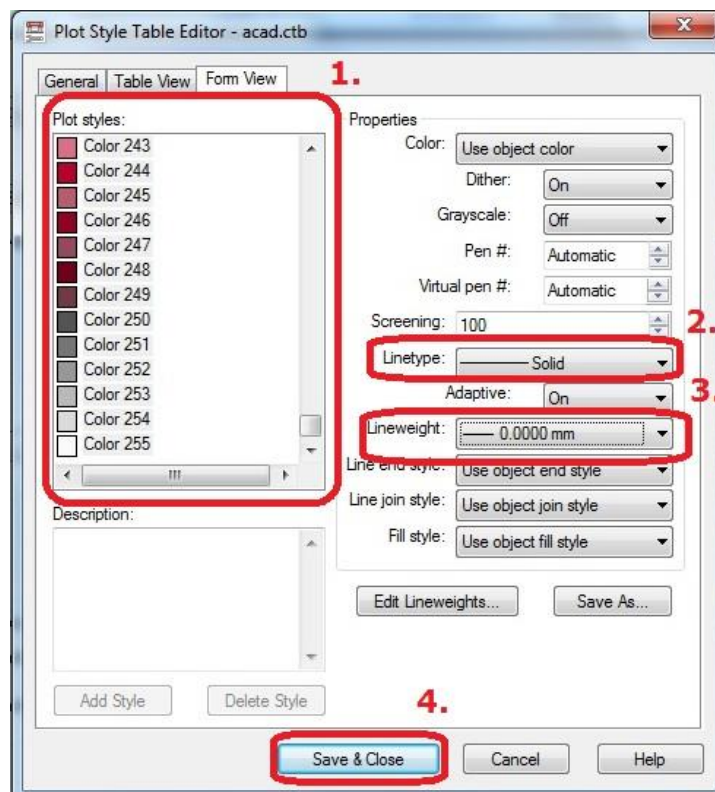 Plot Style Table Editor - acad.ctb
General Table View Form View
1.
Plot styles:
Color 243
Color 244
Color 245
Color 246
Color 247
Color 248
Color 249
Color 250
Color 251
Color 252
Color 253
Color 254
Color 255
Description:
Add Style Delete Style
Properties
Color: Use object color
Dither: On
Grayscale: Off
Pen #: Automatic
Virtual pen #: Automatic
Screening: 100
2.
Linetype: Solid
Adaptive: On
3.
Lineweight: 0.0000 mm
Line end style: Use object end style
Line join style: Use object join style
Fill style: Use object fill style
Edit Lineweights... Save As...
4.
Save & Close Cancel Help